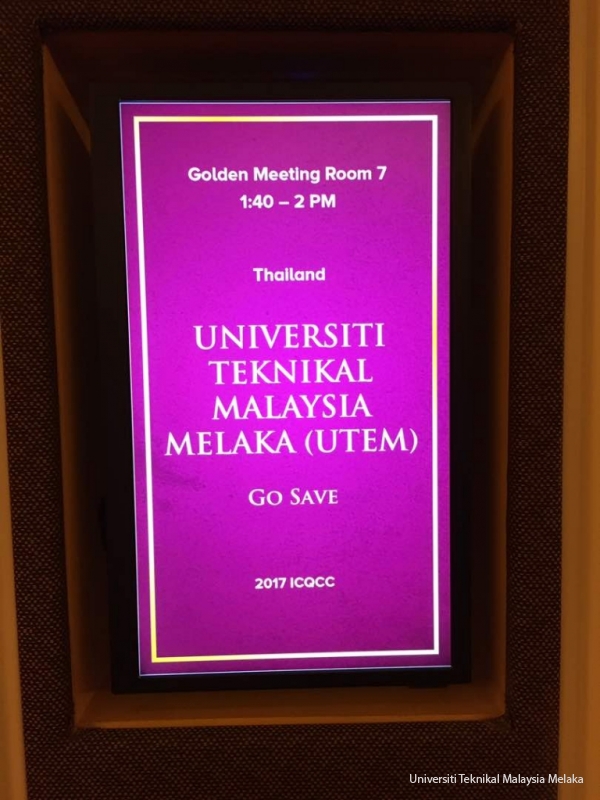 Golden Meeting Room 7
1:40 – 2 PM
Thailand
UNIVERSITI
TEKNIKAL
MALAYSIA
MELAKA (UTEM)
GO SAVE
2017 ICQCC
Universiti Teknikal Malaysia Melaka